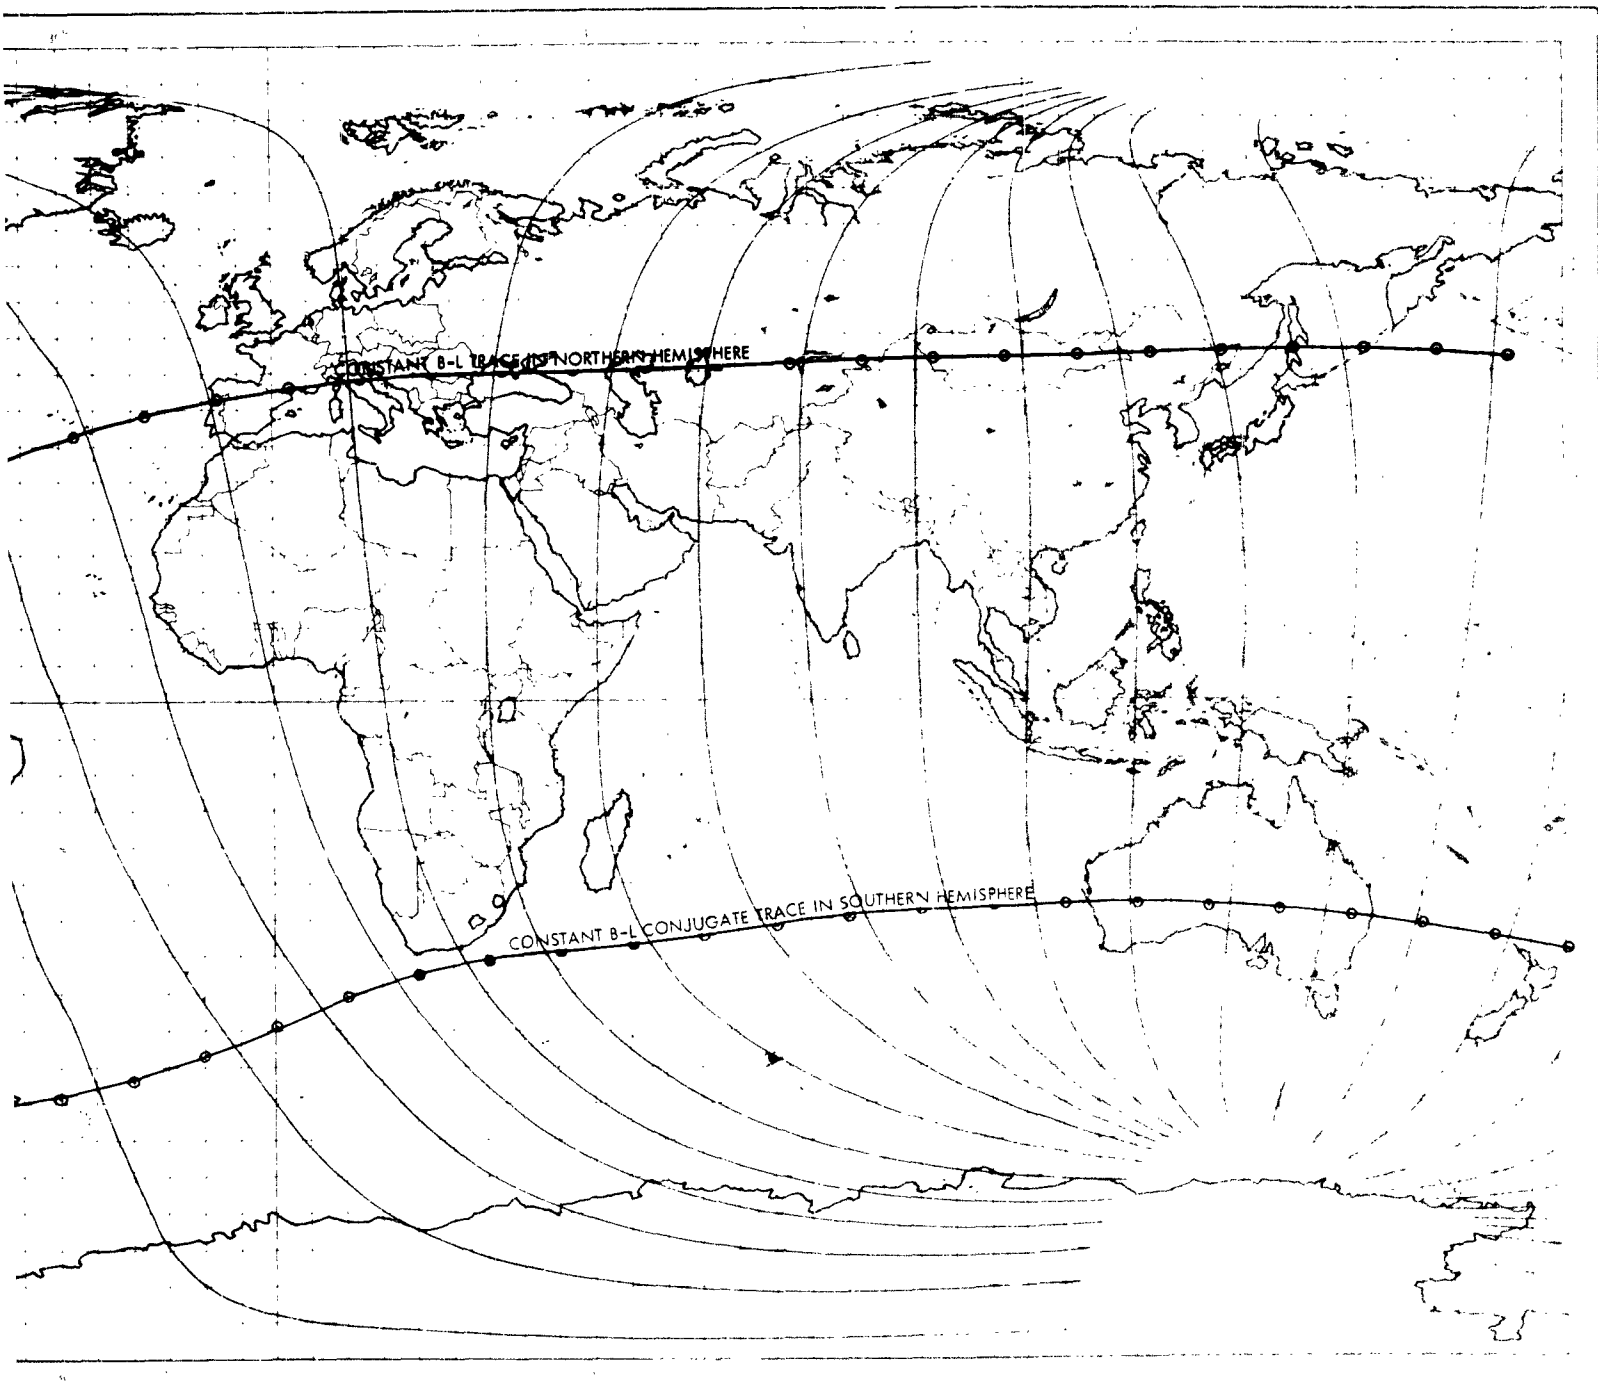 CONSTANT B-L TRACE IN NORTHERN HEMISPHERE
CONSTANT B-L CONJUGATE TRACE IN SOUTHERN HEMISPHERE